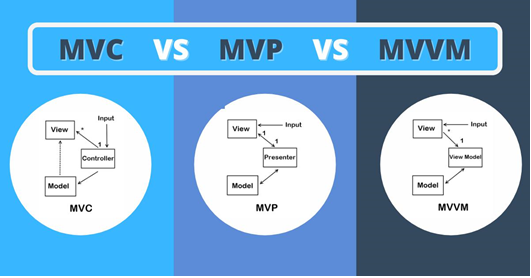 MVC VS MVP VS MVVM
Input
View
*
1
Controller
Model
MVC
Input
View
1
1
Presenter
Model
MVP
Input
View
*
1
View Model
Model
MVVM